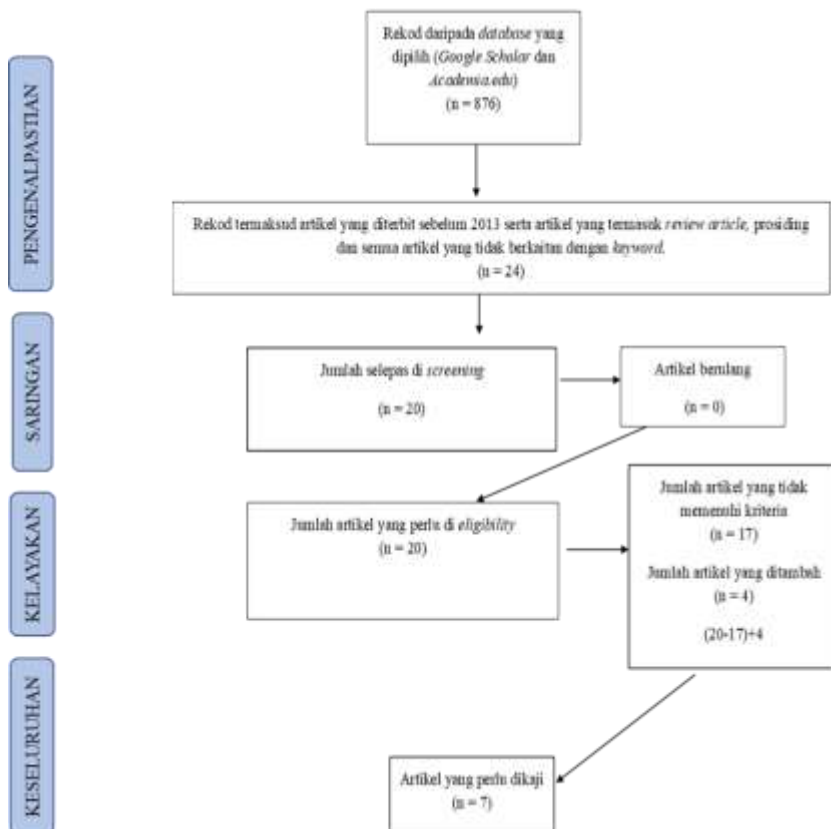 PENGENALPASTIAN
Rekod daripada database yang
dipilih (Google Scholar dan
Academia.edu)
(n = 876)
Rekod termasuk artikel yang diterbit sebelum 2013 serta artikel yang termasuk review article, prosiding
dan semua artikel yang tidak berkaitan dengan keyword.
(n = 24)
SARINGAN
Jumlah selepas di screening
(n = 20)
Artikel berulang
(n = 0)
KELAYAKAN
Jumlah artikel yang perlu di eligibility
(n = 20)
Jumlah artikel yang tidak
memenuhi kriteria
(n = 17)
Jumlah artikel yang ditambah
(n = 4)
(20-17)+4
KESELURUHAN
Artikel yang perlu dikaji
(n = 7)